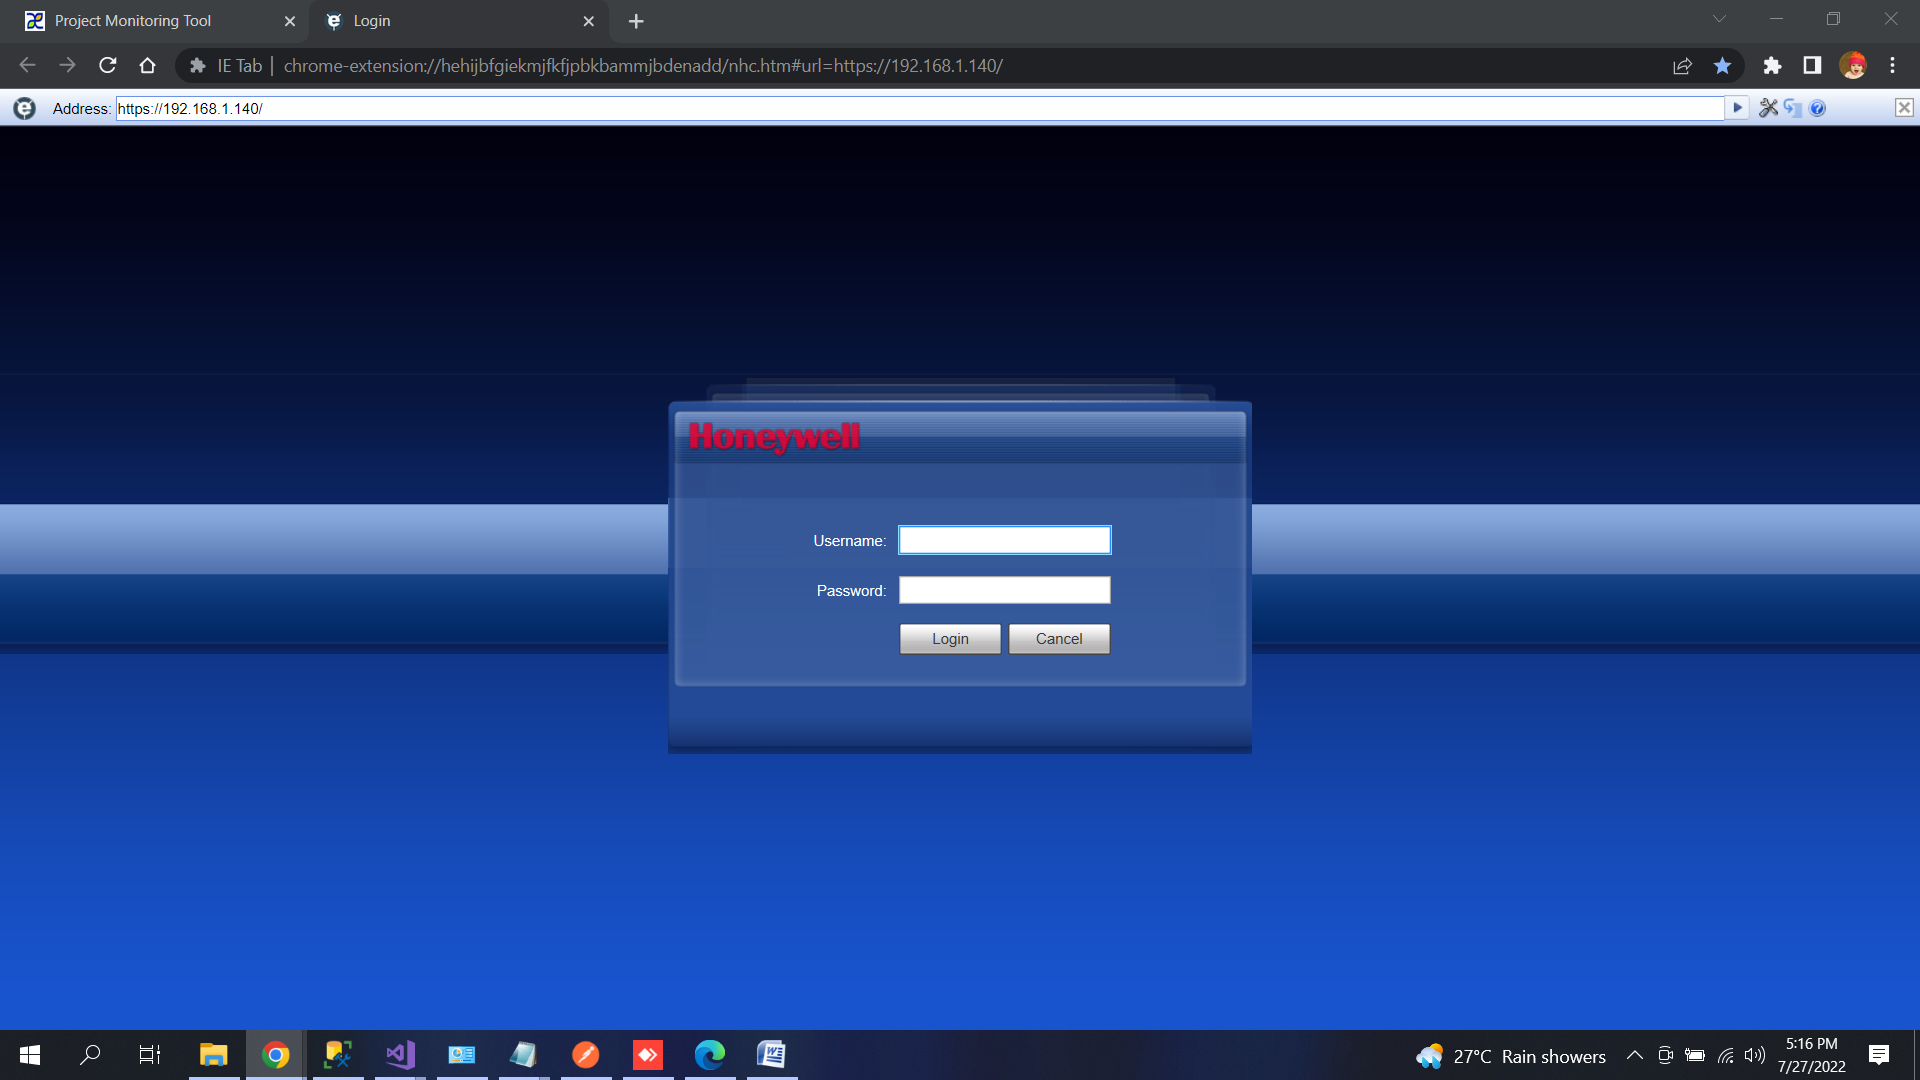 Project Monitoring Tool
Login
IE Tab | chrome-extension://hehijbfgiekmjfkfjpbkbammjbdenadd/nhc.htm#url=https://192.168.1.140/
Address: https://192.168.1.140/
Honeywell
Username:
Password:
Login Cancel
27°C Rain showers
5:16 PM
7/27/2022